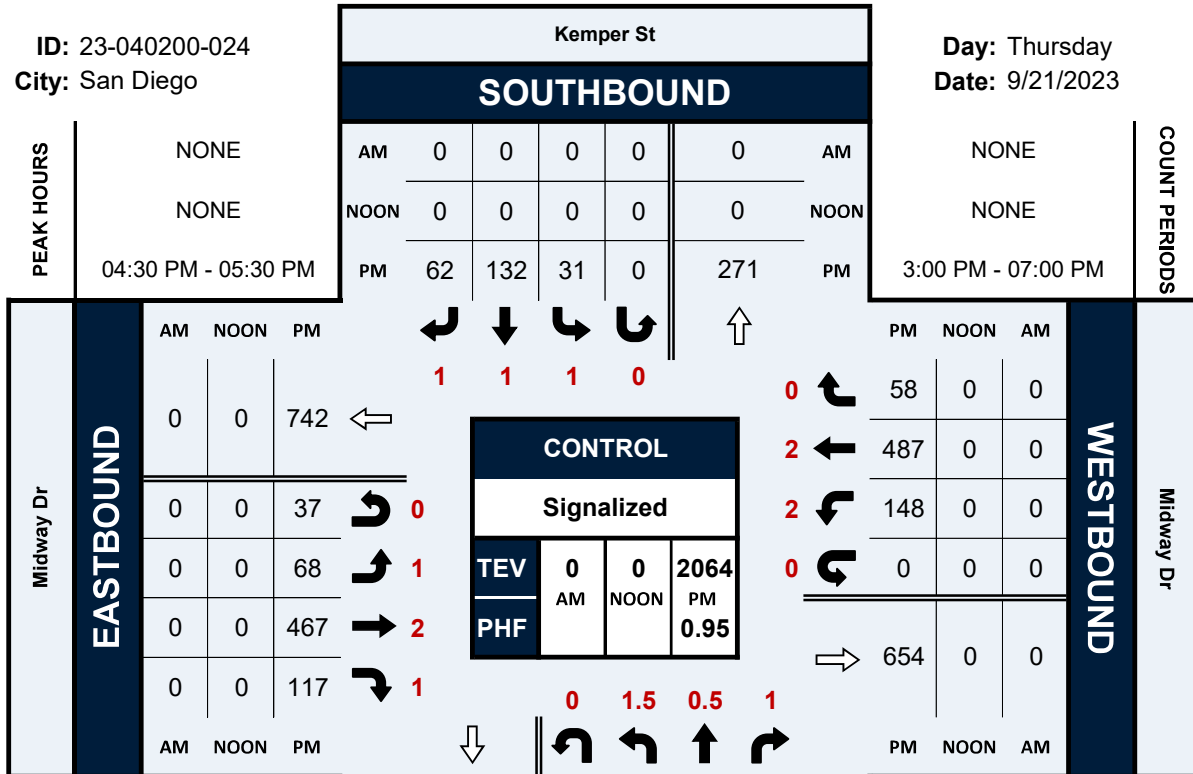 ID: 23-040200-024
City: San Diego
Kemper St
SOUTHBOUND
Day: Thursday
Date: 9/21/2023
PEAK HOURS
NONE
NONE
04:30 PM - 05:30 PM
AM 0 0 0 0 0 AM
NOON 0 0 0 0 0 NOON
PM 62 132 31 0 271 PM
1 1 1 0
NONE
NONE
3:00 PM - 07:00 PM
COUNT PERIODS
Midway Dr
EASTBOUND
AM NOON PM
0 0 742
0 0 37 0
0 0 68 1
0 0 467 2
0 0 117 1
AM NOON PM
CONTROL
Signalized
TEV 0 0 2064
AM NOON PM
PHF 0.95
PM NOON AM
0 58 0 0
2 487 0 0
2 148 0 0
0 0 0 0
654 0 0
PM NOON AM
WESTBOUND
Midway Dr
0 1.5 0.5 1